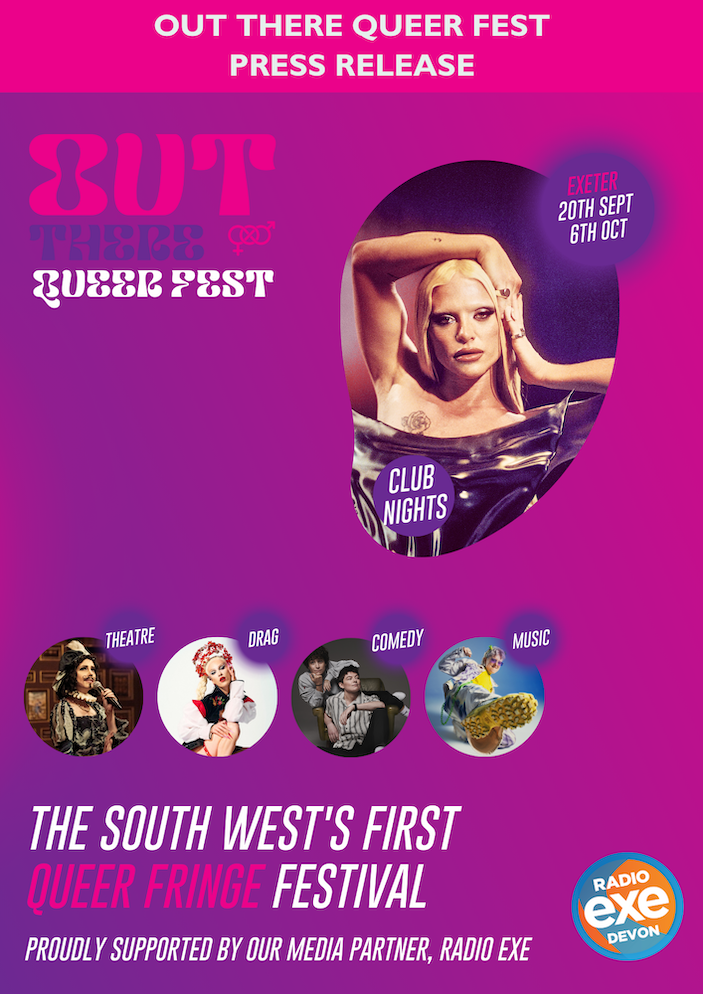 OUT THERE QUEER FEST
PRESS RELEASE
OUT
THERE
QUEER FEST
EXETER
20TH SEPT
6TH OCT
CLUB
NIGHTS
THEATRE
DRAG
COMEDY
MUSIC
THE SOUTH WEST'S FIRST
QUEER FRINGE FESTIVAL
RADIO
exe
DEVON
PROUDLY SUPPORTED BY OUR MEDIA PARTNER, RADIO EXE